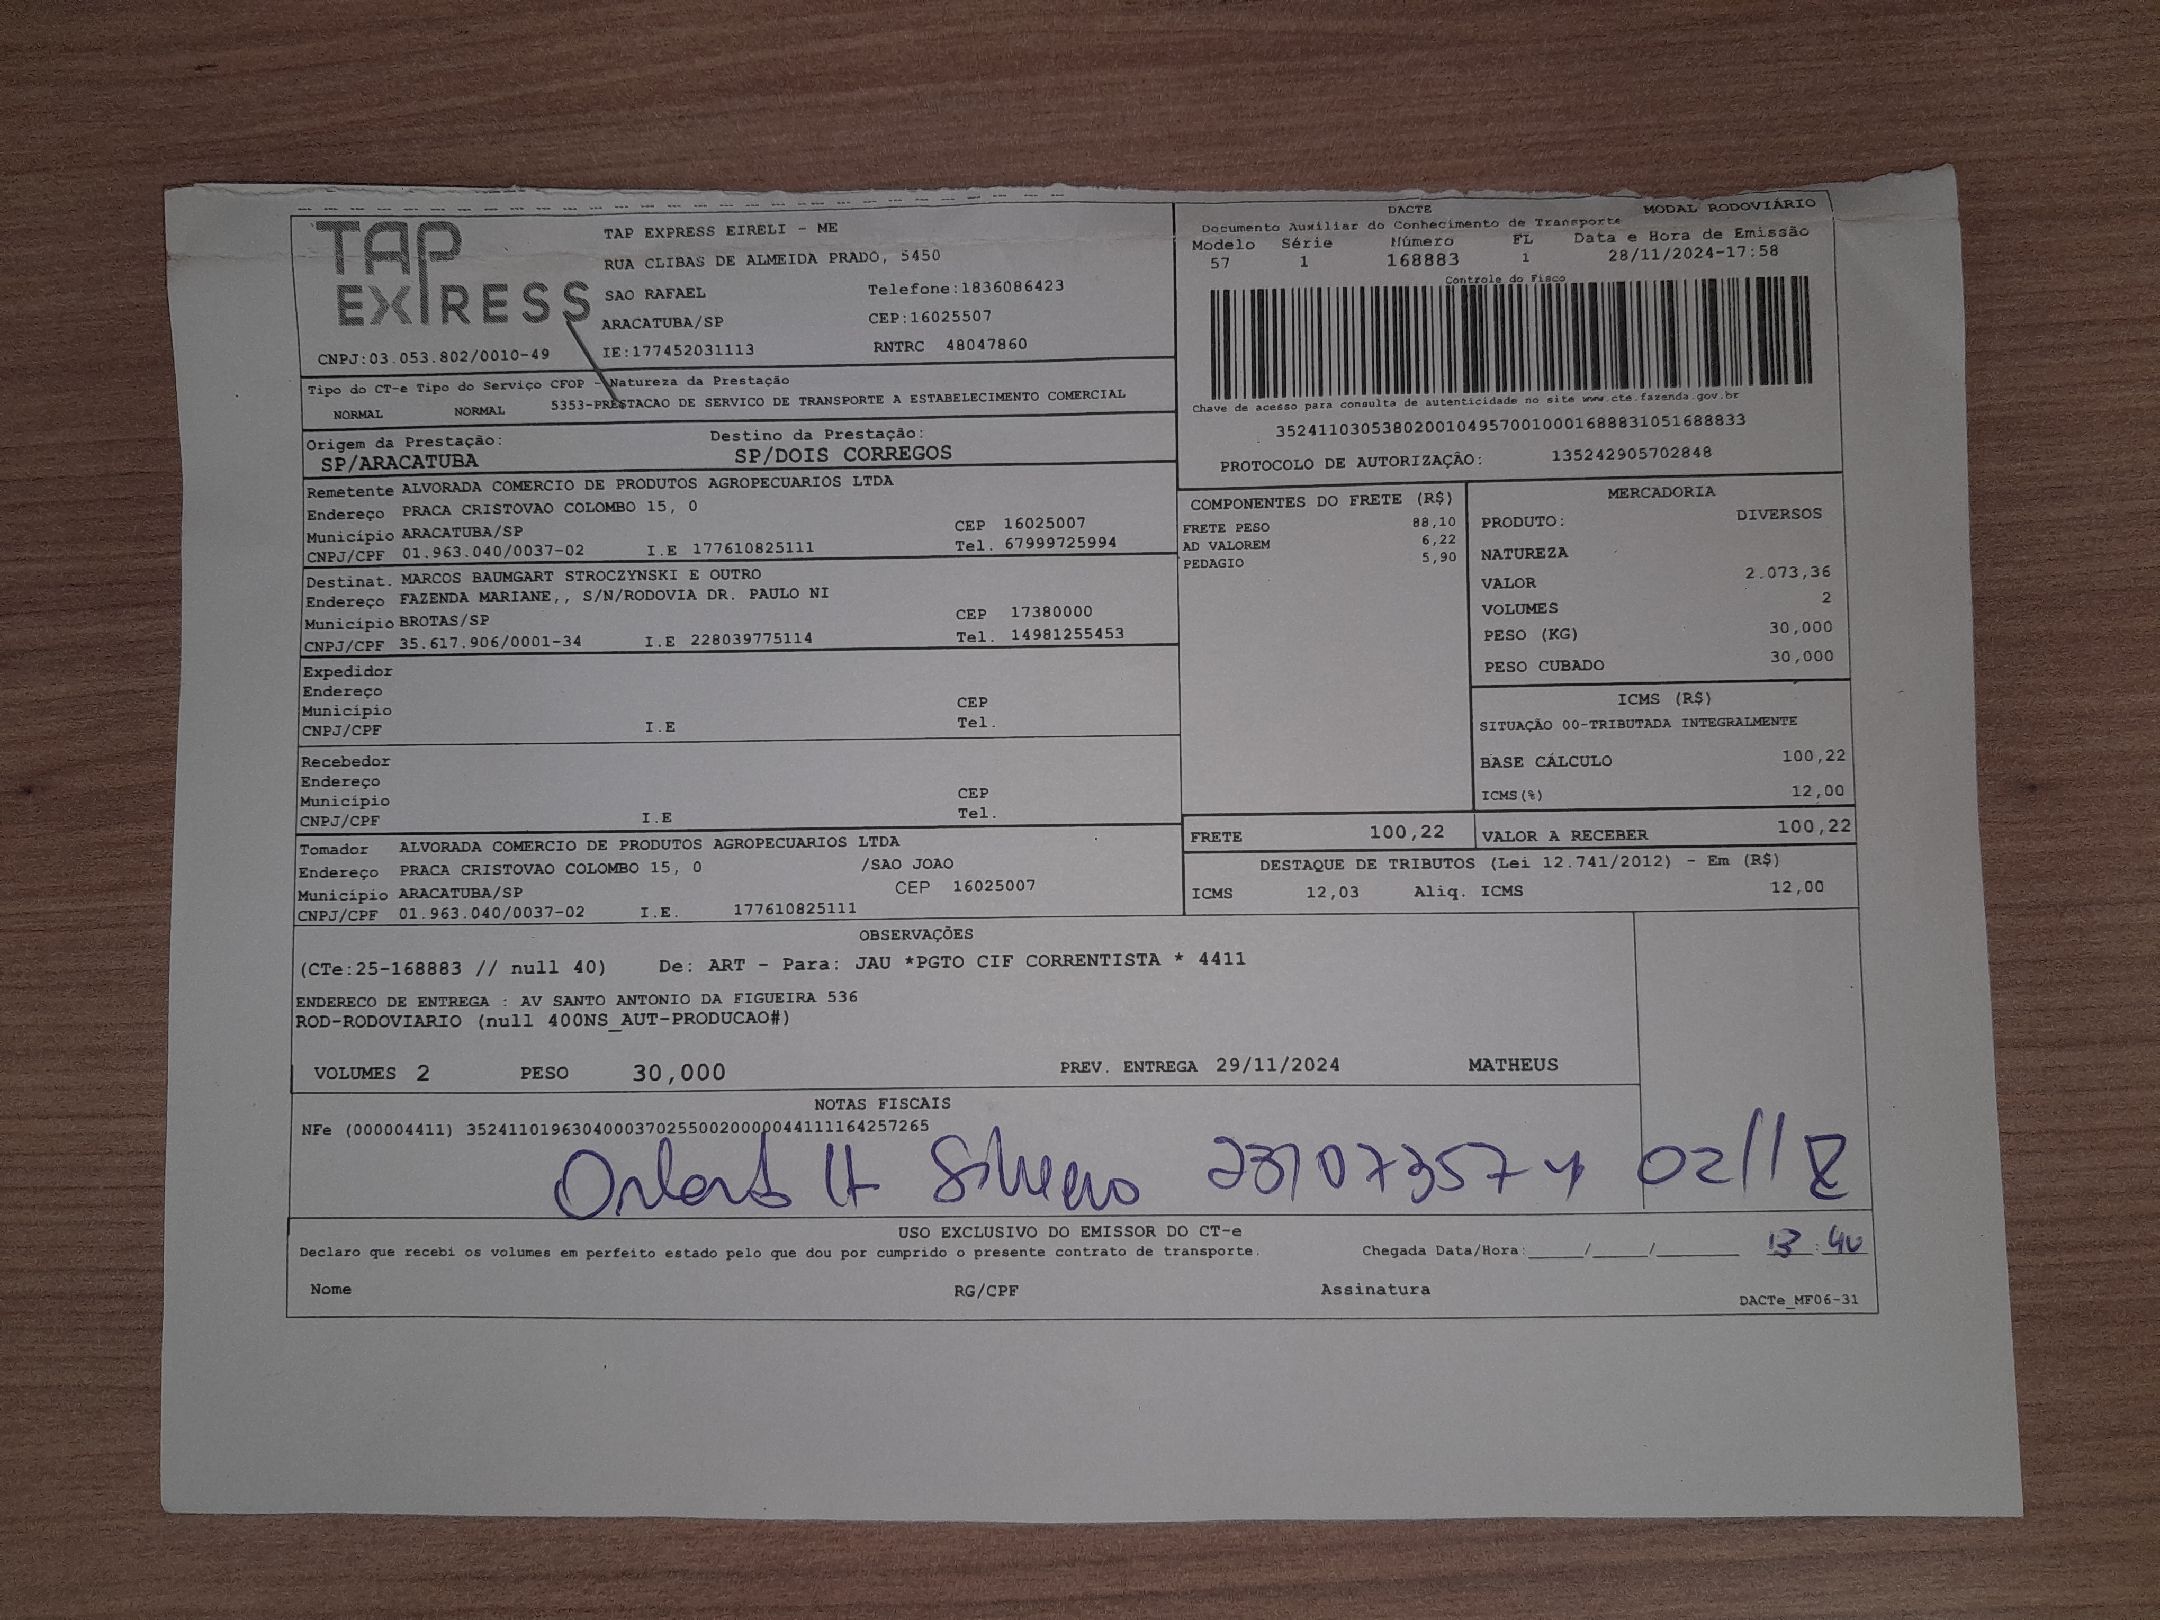 TAP EXPRESS
TAP EXPRESS EIRELI - ME
RUA CLIBAS DE ALMEIDA PRADO, 5450
SAO RAFAEL Telefone:1836086423
ARACATUBA/SP CEP:16025507
CNPJ:03.053.802/0010-49 IE:177452031113 RNTRC 48047860
DACTE MODAL RODOVIÁRIO
Documento Auxiliar do Conhecimento de Transporte
Modelo Série Número FL Data e Hora de Emissão
57 1 168883 1 28/11/2024-17:58
Controle do Fisco
Chave de acesso para consulta de autenticidade no site www.cte.fazenda.gov.br
35241103053802001049570010001688831051688833
PROTOCOLO DE AUTORIZAÇÃO: 135242905702848
Tipo do CT-e Tipo do Serviço CFOP - Natureza da Prestação
NORMAL NORMAL 5353-PRESTACAO DE SERVICO DE TRANSPORTE A ESTABELECIMENTO COMERCIAL
Origem da Prestação: Destino da Prestação:
SP/ARACATUBA SP/DOIS CORREGOS
Remetente ALVORADA COMERCIO DE PRODUTOS AGROPECUARIOS LTDA
Endereço PRACA CRISTOVAO COLOMBO 15, 0
Município ARACATUBA/SP CEP 16025007
CNPJ/CPF 01.963.040/0037-02 I.E 177610825111 Tel. 67999725994
Destinat. MARCOS BAUMGART STROCZYNSKI E OUTRO
Endereço FAZENDA MARIANE,, S/N/RODOVIA DR. PAULO NI
Município BROTAS/SP CEP 17380000
CNPJ/CPF 35.617.906/0001-34 I.E 228039775114 Tel. 14981255453
Expedidor
Endereço
Município CEP
CNPJ/CPF I.E Tel.
Recebedor
Endereço
Município CEP
CNPJ/CPF I.E Tel.
Tomador ALVORADA COMERCIO DE PRODUTOS AGROPECUARIOS LTDA
Endereço PRACA CRISTOVAO COLOMBO 15, 0 /SAO JOAO
Município ARACATUBA/SP CEP 16025007
CNPJ/CPF 01.963.040/0037-02 I.E. 177610825111
COMPONENTES DO FRETE (R$)
FRETE PESO 88,10
AD VALOREM 6,22
PEDAGIO 5,90
MERCADORIA
PRODUTO: DIVERSOS
NATUREZA
VALOR 2.073,36
VOLUMES 2
PESO (KG) 30,000
PESO CUBADO 30,000
ICMS (R$)
SITUAÇÃO 00-TRIBUTADA INTEGRALMENTE
BASE CÁLCULO 100,22
ICMS(%) 12,00
FRETE 100,22 VALOR A RECEBER 100,22
DESTAQUE DE TRIBUTOS (Lei 12.741/2012) - Em (R$)
ICMS 12,03 Aliq. ICMS 12,00
OBSERVAÇÕES
(CTe:25-168883 // null 40) De: ART - Para: JAU *PGTO CIF CORRENTISTA * 4411
ENDERECO DE ENTREGA : AV SANTO ANTONIO DA FIGUEIRA 536
ROD-RODOVIARIO (null 400NS_AUT-PRODUCAO#)
VOLUMES 2 PESO 30,000 PREV. ENTREGA 29/11/2024 MATHEUS
NOTAS FISCAIS
NFe (000004411) 35241101963040003702550020000044111164257265
USO EXCLUSIVO DO EMISSOR DO CT-e
Declaro que recebi os volumes em perfeito estado pelo que dou por cumprido o presente contrato de transporte. Chegada Data/Hora:_____/_____/_______ 13:40
Nome RG/CPF Assinatura
DACTe_MF06-31